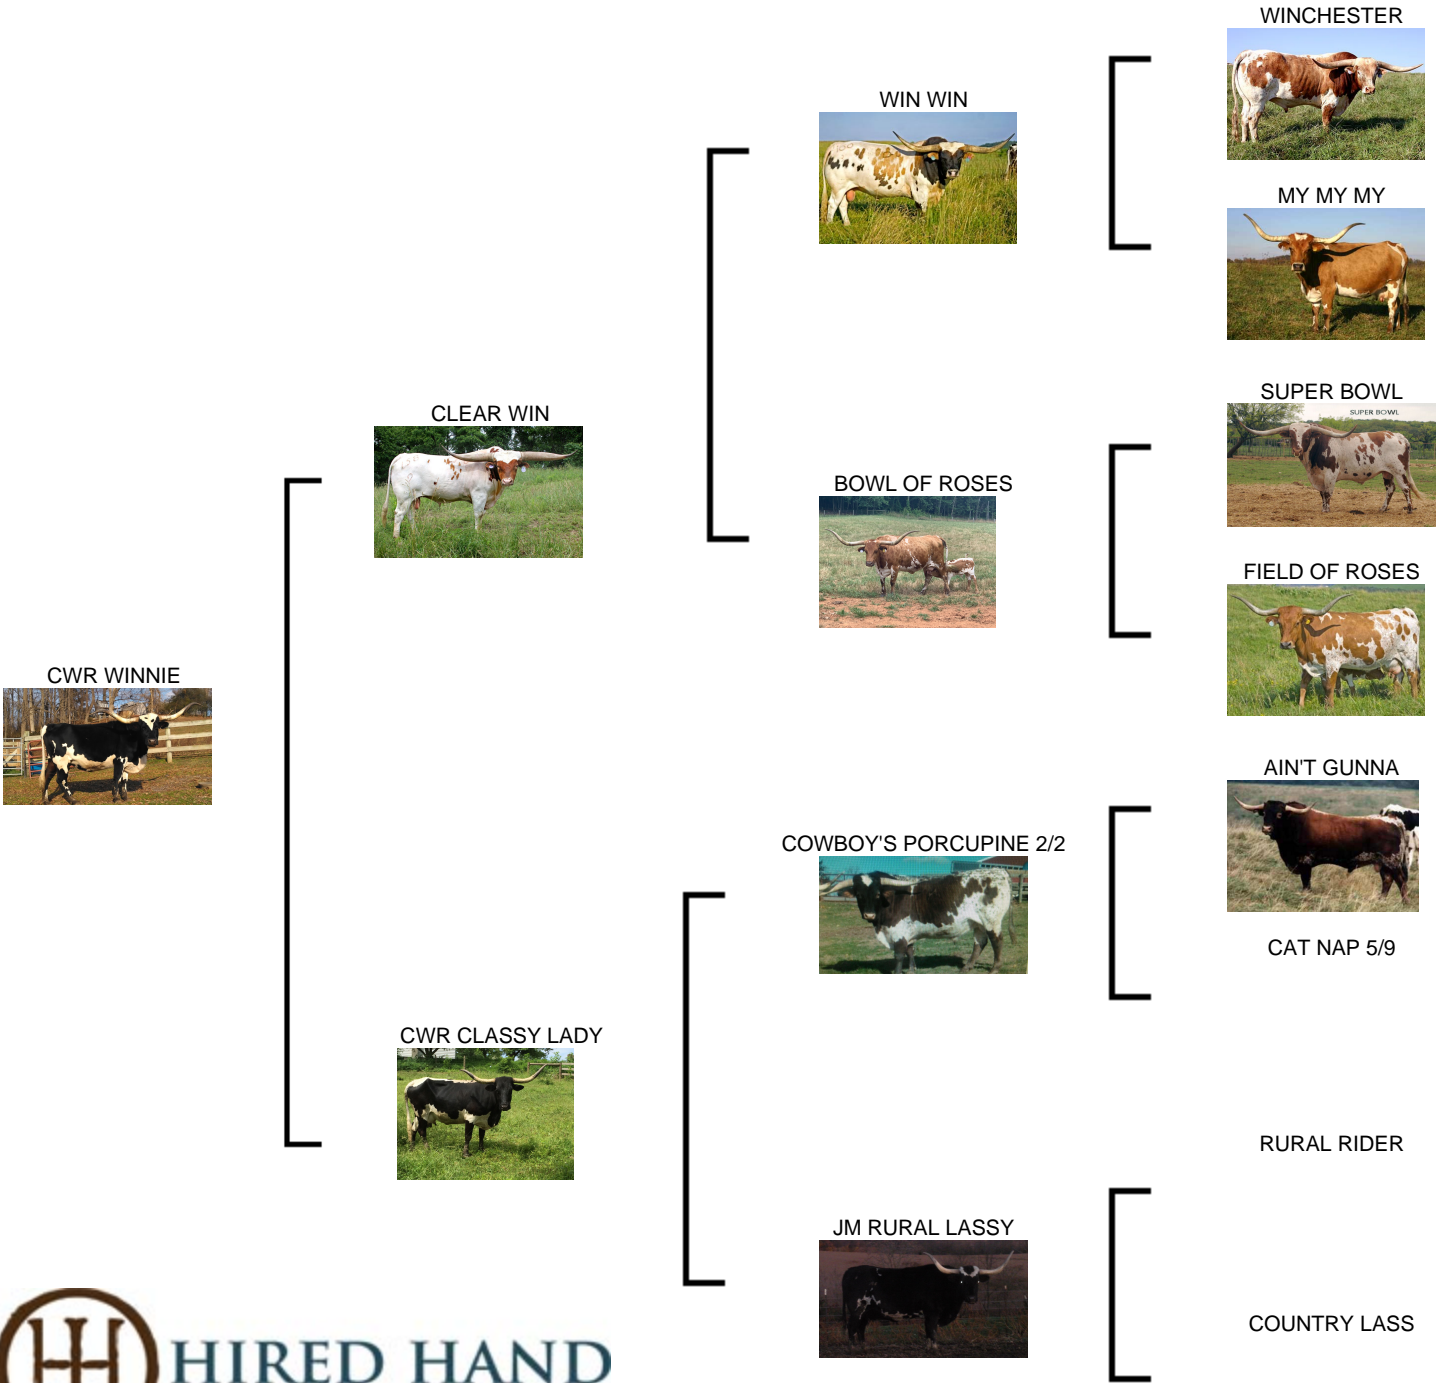 WINCHESTER
WIN WIN
MY MY MY
SUPER BOWL
SUPER BOWL
CLEAR WIN
BOWL OF ROSES
FIELD OF ROSES
CWR WINNIE
AIN'T GUNNA
COWBOY'S PORCUPINE 2/2
CAT NAP 5/9
CWR CLASSY LADY
RURAL RIDER
JM RURAL LASSY
COUNTRY LASS
HIRED HAND